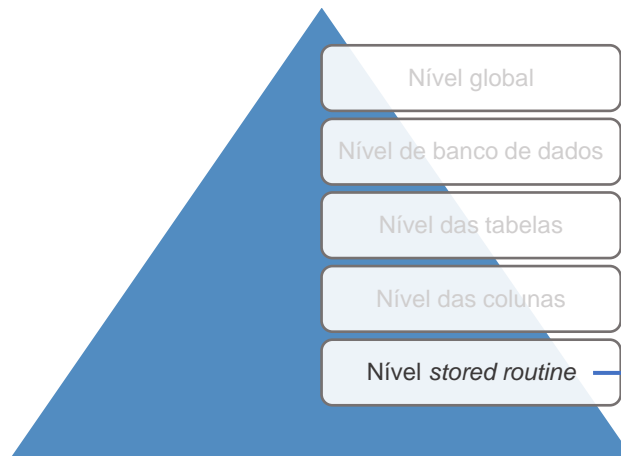 Nível global
Nível de banco de dados
Nível das tabelas
Nível das colunas
Nível stored routine